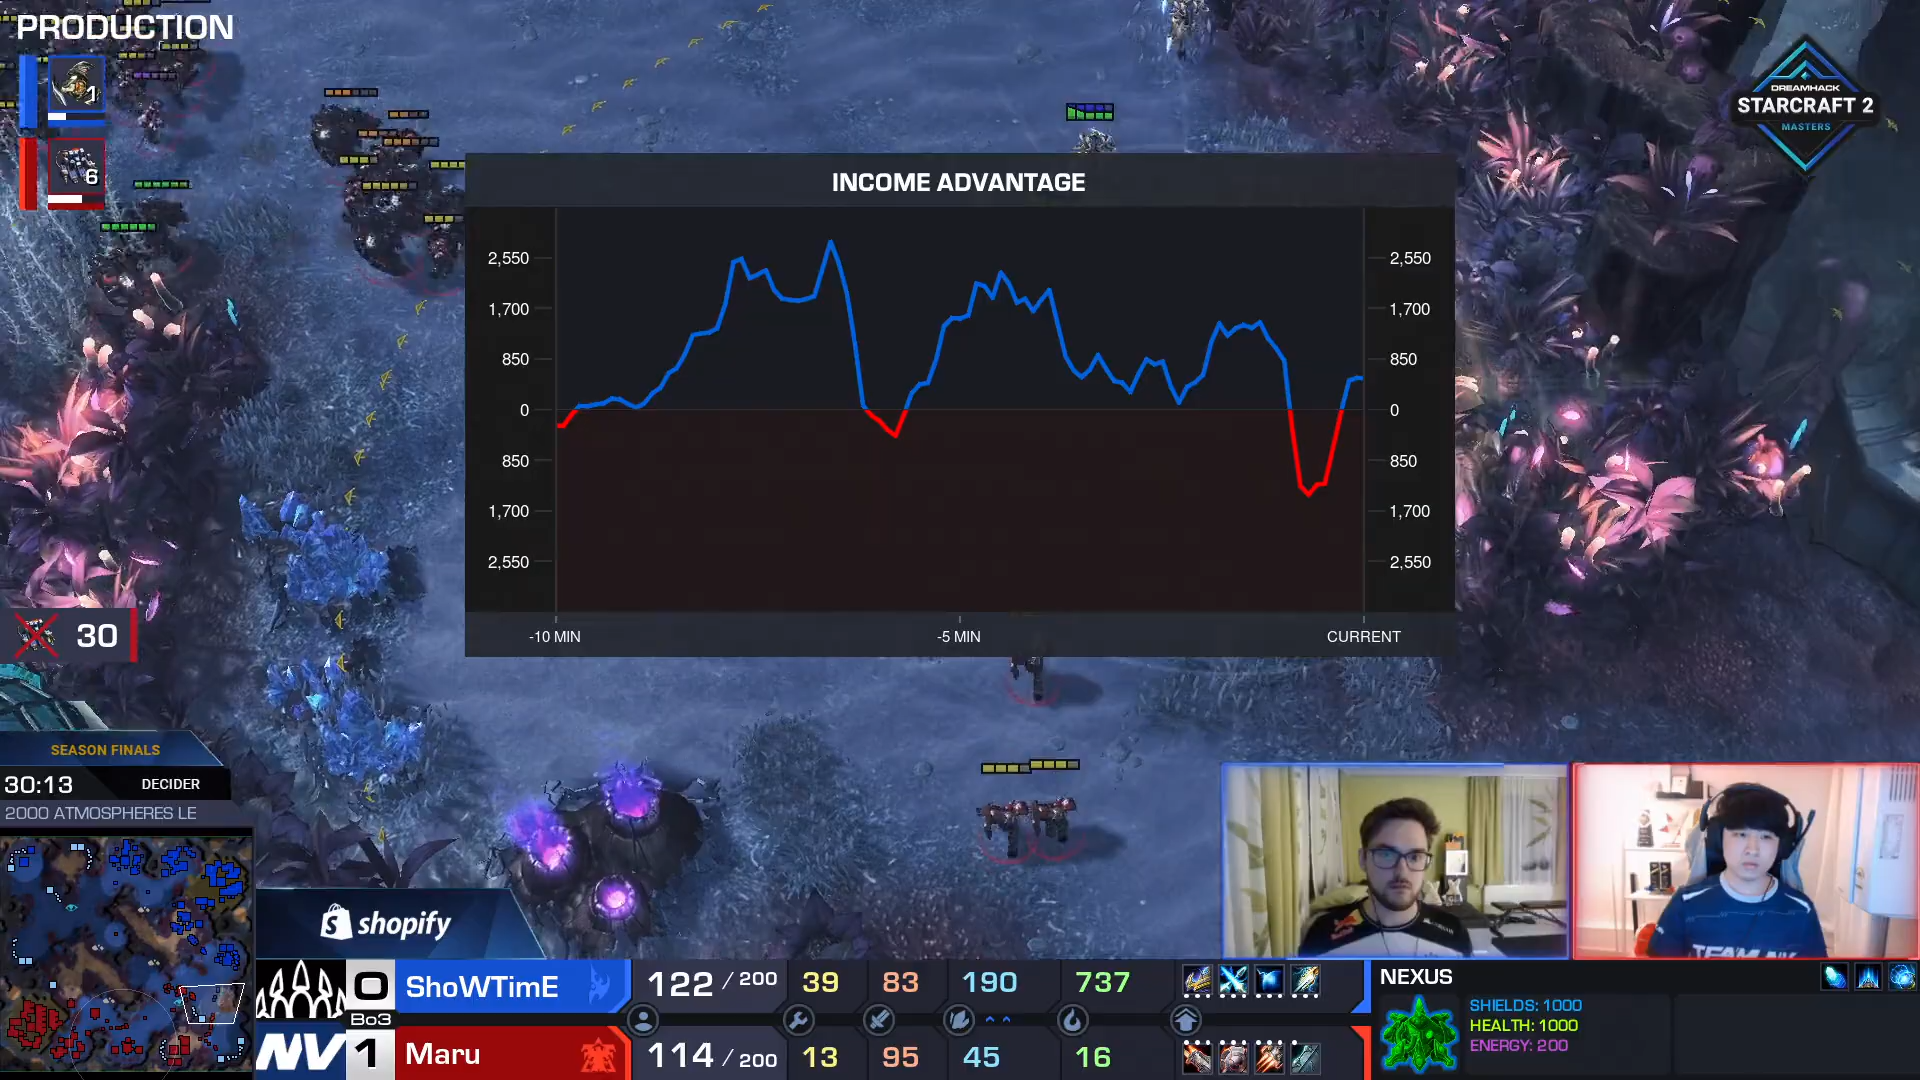 PRODUCTION
1
6
DREAMHACK
STARCRAFT 2
MASTERS
INCOME ADVANTAGE
2,550 2,550
1,700 1,700
850 850
0 0
850 850
1,700 1,700
2,550 2,550
-10 MIN -5 MIN CURRENT
30
SEASON FINALS
30:13 DECIDER
2000 ATMOSPHERES LE
shopify
0 ShoWTimE 122 / 200 39 83 190 737
Bo3
NV 1 Maru 114 / 200 13 95 45 16
NEXUS
SHIELDS: 1000
HEALTH: 1000
ENERGY: 200